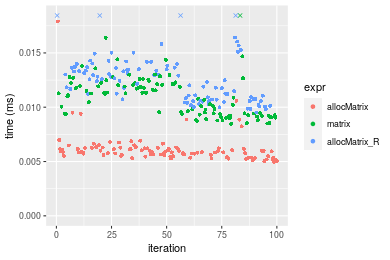 0.015
0.010
0.005
0.000
time (ms)
0
25
50
75
100
iteration
expr
allocMatrix
matrix
allocMatrix_R